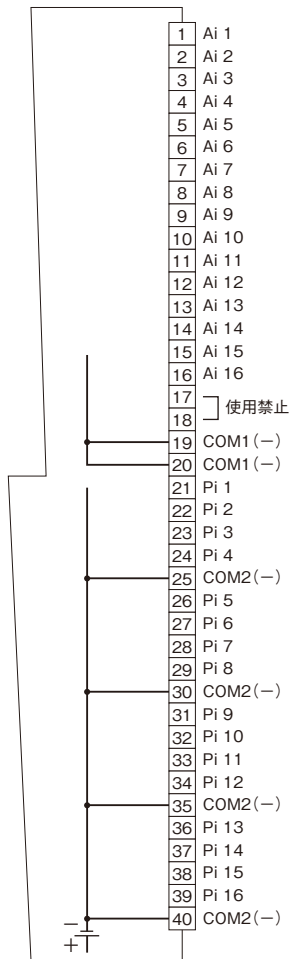 1 Ai 1
2 Ai 2
3 Ai 3
4 Ai 4
5 Ai 5
6 Ai 6
7 Ai 7
8 Ai 8
9 Ai 9
10 Ai 10
11 Ai 11
12 Ai 12
13 Ai 13
14 Ai 14
15 Ai 15
16 Ai 16
17
使用禁止
18
19 COM1(−)
20 COM1(−)
21 Pi 1
22 Pi 2
23 Pi 3
24 Pi 4
25 COM2(−)
26 Pi 5
27 Pi 6
28 Pi 7
29 Pi 8
30 COM2(−)
31 Pi 9
32 Pi 10
33 Pi 11
34 Pi 12
35 COM2(−)
36 Pi 13
37 Pi 14
38 Pi 15
39 Pi 16
40 COM2(−)
−
+